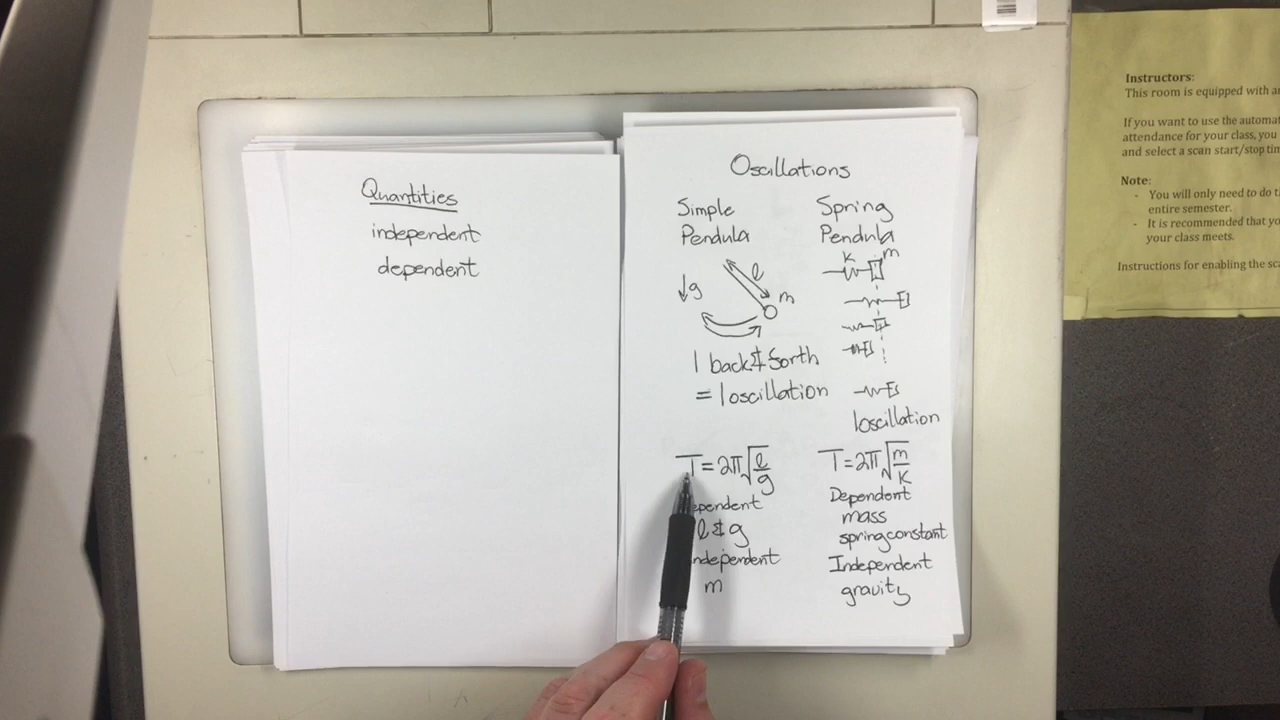 Quantities
independent
dependent
Oscillations
Simple
Pendula
l
g
m
1 back & forth
= 1 oscillation
T=2π√l/g
ependent
l & g
independent
m
Spring
Pendula
k m
1 oscillation
T=2π√m/k
Dependent
mass
spring constant
Independent
gravity
Instructors:
This room is equipped with
If you want to use the automat
attendance for your class, you
and select a scan start/stop
Note:
- You will only need to do
entire semester.
- It is recommended that
your class meets.
Instructions for enabling the